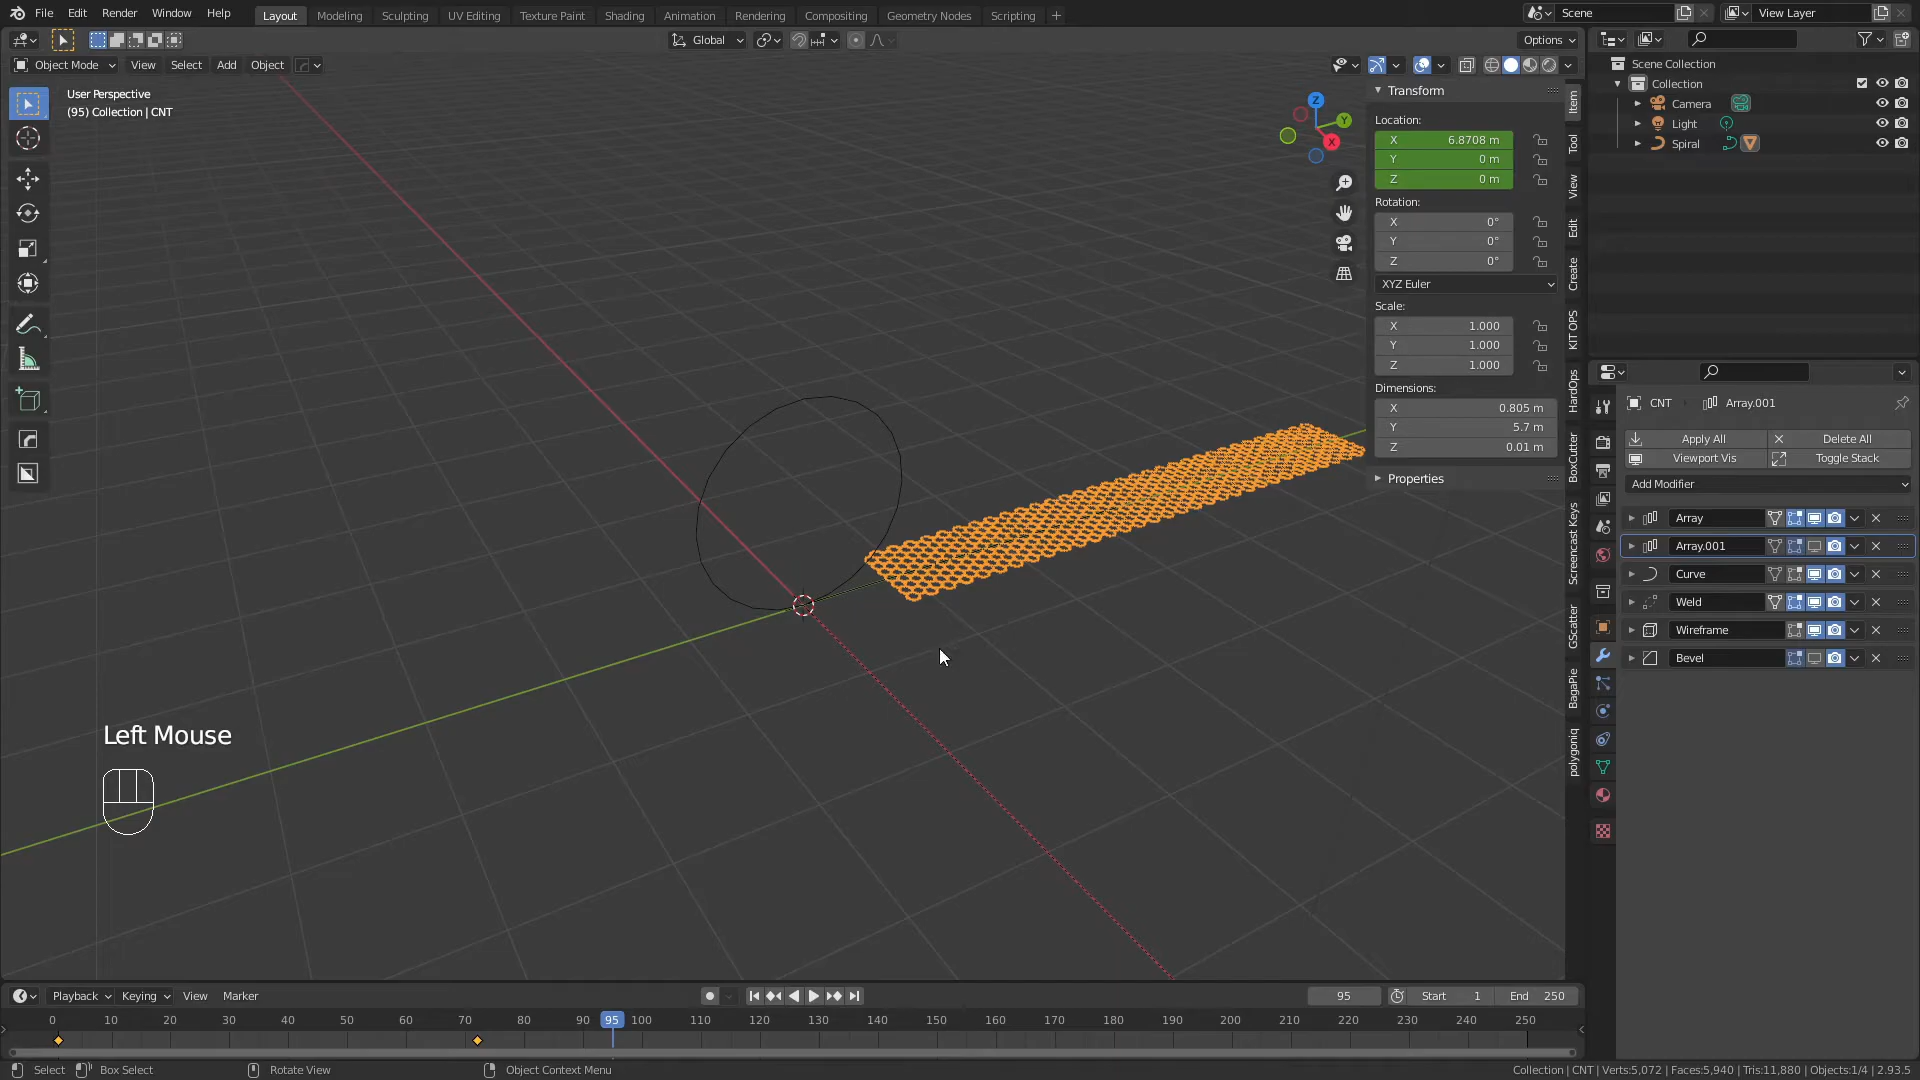 File Edit Render Window Help Layout Modeling Sculpting UV Editing Texture Paint Shading Animation Rendering Compositing Geometry Nodes Scripting + Scene View Layer
Global Options
Object Mode View Select Add Object
User Perspective
(95) Collection | CNT
Z
Y
X
Transform
Location:
X 6.8708 m
Y 0 m
Z 0 m
Rotation:
X 0°
Y 0°
Z 0°
XYZ Euler
Scale:
X 1.000
Y 1.000
Z 1.000
Dimensions:
X 0.805 m
Y 5.7 m
Z 0.01 m
Properties
Item
Tool
View
Edit
Create
KIT OPS
HardOps
BoxCutter
Screencast Keys
GScatter
BagaPie
polygoniq
Scene Collection
Collection
Camera
Light
Spiral
CNT Array.001
Apply All Delete All
Viewport Vis Toggle Stack
Add Modifier
Array
Array.001
Curve
Weld
Wireframe
Bevel
Left Mouse
Playback Keying View Marker 95 Start 1 End 250
0 10 20 30 40 50 60 70 80 90 95 100 110 120 130 140 150 160 170 180 190 200 210 220 230 240 250
Select Box Select Rotate View Object Context Menu Collection | CNT | Verts:5,072 | Faces:5,940 | Tris:11,880 | Objects:1/4 | 2.93.5